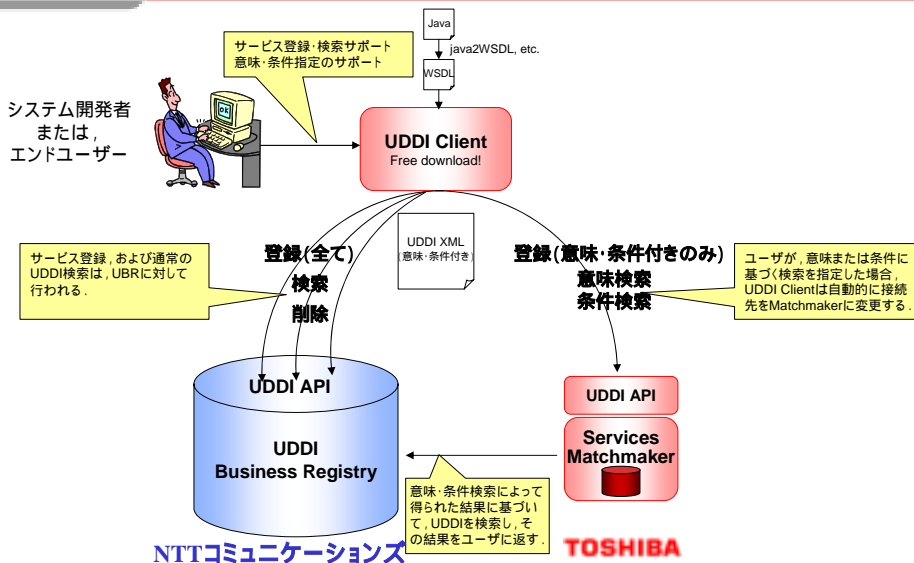 Java
java2WSDL, etc.
WSDL
サービス登録・検索サポート
意味・条件指定のサポート
システム開発者
または,
エンドユーザー
OK
UDDI Client
Free download!
UDDI XML
(意味・条件付き)
登録(全て)
検索
削除
登録(意味・条件付きのみ)
意味検索
条件検索
サービス登録, および通常の
UDDI検索は, UBRに対して
行われる.
ユーザが, 意味または条件に
基づく検索を指定した場合,
UDDI Clientは自動的に接続
先をMatchmakerに変更する.
UDDI API
UDDI
Business Registry
UDDI API
Services
Matchmaker
意味・条件検索によって
得られた結果に基づい
て, UDDIを検索し, そ
の結果をユーザに返す.
NTTコミュニケーションズ
TOSHIBA